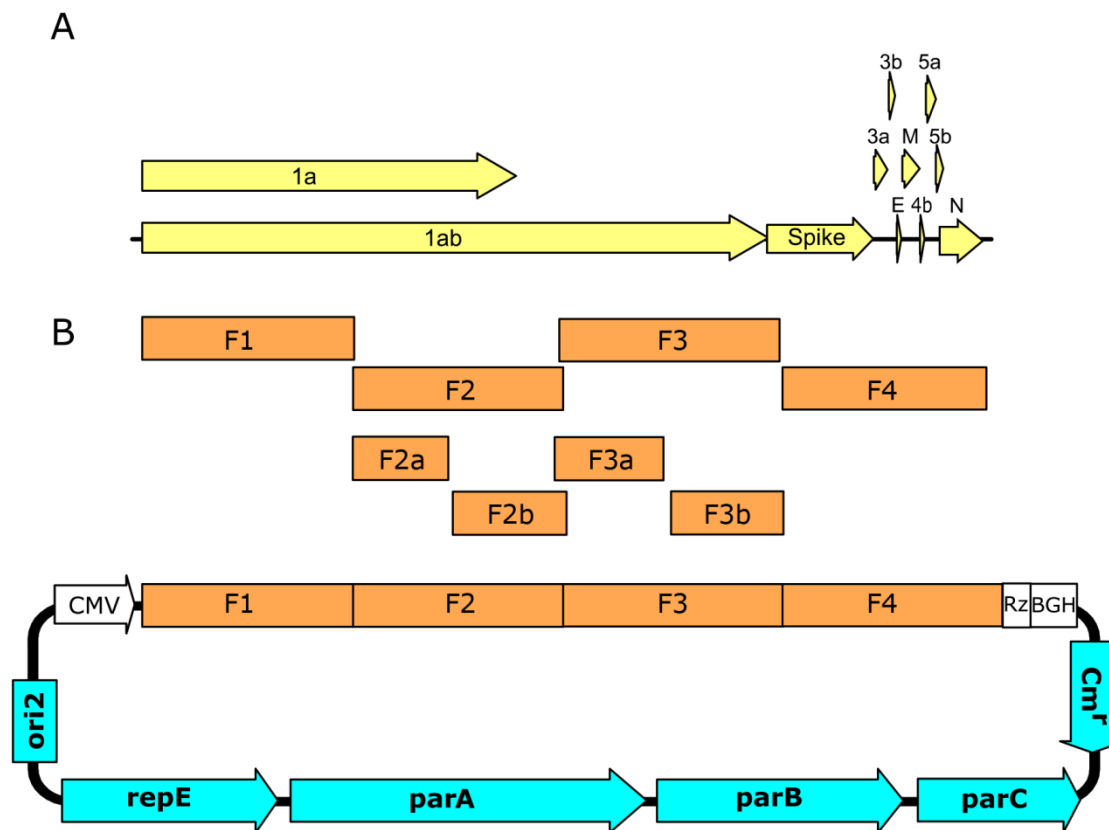 A
3b 5a
3a M 5b
1a
E 4b N
1ab Spike
B
F1 F3
F2 F4
F2a F3a
F2b F3b
CMV F1 F2 F3 F4 Rz BGH
ori2
Cmr
repE parA parB parC